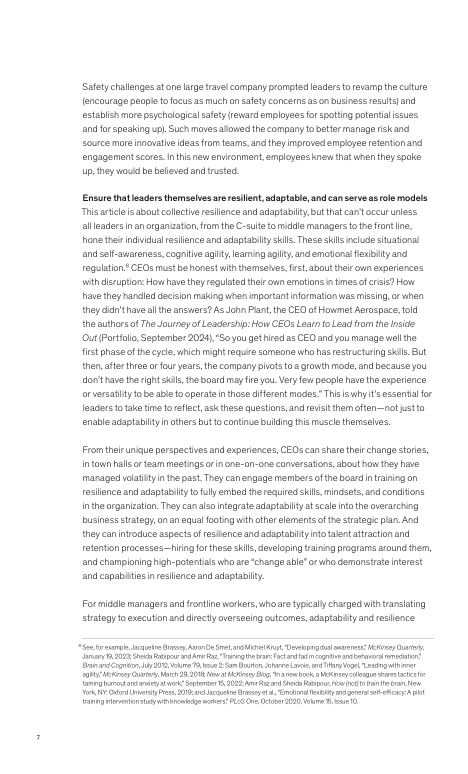 Safety challenges at one large travel company prompted leaders to revamp the culture
(encourage people to focus as much on safety concerns as on business results) and
establish more psychological safety (reward employees for spotting potential issues
and for speaking up). Such moves allowed the company to better manage risk and
source more innovative ideas from teams, and they improved employee retention and
engagement scores. In this new environment, employees knew that when they spoke
up, they would be believed and trusted.
Ensure that leaders themselves are resilient, adaptable, and can serve as role models
This article is about collective resilience and adaptability, but that can't occur unless
all leaders in an organization, from the C-suite to middle managers to the front line,
hone their individual resilience and adaptability skills. These skills include situational
and self-awareness, cognitive agility, learning agility, and emotional flexibility and
regulation.⁸ CEOs must be honest with themselves, first, about their own experiences
with disruption: How have they regulated their own emotions in times of crisis? How
have they handled decision making when important information was missing, or when
they didn't have all the answers? As John Plant, the CEO of Howmet Aerospace, told
the authors of The Journey of Leadership: How CEOs Learn to Lead from the Inside
Out (Portfolio, September 2024), “So you get hired as CEO and you manage well the
first phase of the cycle, which might require someone who has restructuring skills. But
then, after three or four years, the company pivots to a growth mode, and because you
don't have the right skills, the board may fire you. Very few people have the experience
or versatility to be able to operate in those different modes.” This is why it's essential for
leaders to take time to reflect, ask these questions, and revisit them often—not just to
enable adaptability in others but to continue building this muscle themselves.
From their unique perspectives and experiences, CEOs can share their change stories,
in town halls or team meetings or in one-on-one conversations, about how they have
managed volatility in the past. They can engage members of the board in training on
resilience and adaptability to fully embed the required skills, mindsets, and conditions
in the organization. They can also integrate adaptability at scale into the overarching
business strategy, on an equal footing with other elements of the strategic plan. And
they can introduce aspects of resilience and adaptability into talent attraction and
retention processes—hiring for these skills, developing training programs around them,
and championing high-potentials who are “change able” or who demonstrate interest
and capabilities in resilience and adaptability.
For middle managers and frontline workers, who are typically charged with translating
strategy to execution and directly overseeing outcomes, adaptability and resilience
⁸ See, for example, Jacqueline Brassey, Aaron De Smet, and Michiel Kruyt, “Developing dual awareness,” McKinsey Quarterly,
January 19, 2023; Sheida Rabipour and Amir Raz, “Training the brain: Fact and fad in cognitive and behavioral remediation,”
Brain and Cognition, July 2012, Volume 79, Issue 2; Sam Bourton, Johanne Lavoie, and Tiffany Vogel, “Leading with inner
agility,” McKinsey Quarterly, March 29, 2018; New at McKinsey Blog, “In a new book, a McKinsey colleague shares tactics for
taming burnout and anxiety at work,” September 15, 2022; Amir Raz and Sheida Rabipour, How (not) to train the brain, New
York, NY: Oxford University Press, 2019; and Jacqueline Brassey et al., “Emotional flexibility and general self-efficacy: A pilot
training intervention study with knowledge workers,” PLoS One, October 2020, Volume 15, Issue 10.
7